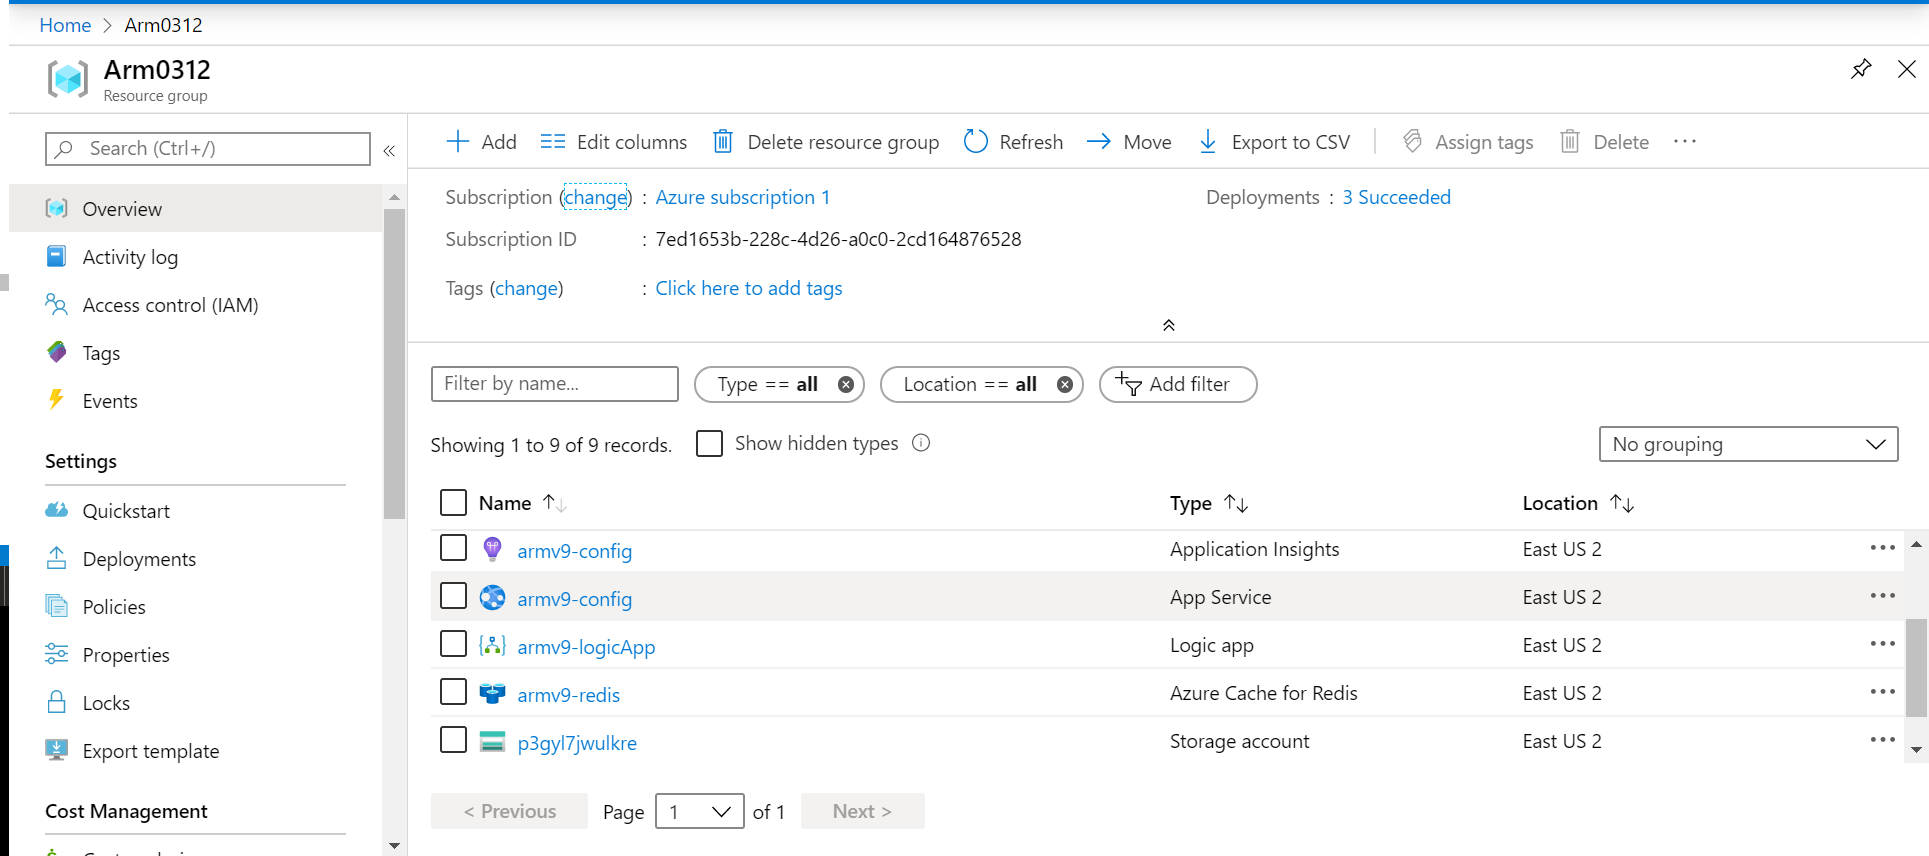 Home > Arm0312
Arm0312
Resource group
Search (Ctrl+/)
«
Overview
Activity log
Access control (IAM)
Tags
Events
Settings
Quickstart
Deployments
Policies
Properties
Locks
Export template
Cost Management
Add Edit columns Delete resource group Refresh Move Export to CSV Assign tags Delete ...
Subscription (change) : Azure subscription 1
Deployments : 3 Succeeded
Subscription ID : 7ed1653b-228c-4d26-a0c0-2cd164876528
Tags (change) : Click here to add tags
Filter by name... Type == all Location == all Add filter
Showing 1 to 9 of 9 records. Show hidden types No grouping
Name Type Location
armv9-config Application Insights East US 2 ...
armv9-config App Service East US 2 ...
armv9-logicApp Logic app East US 2 ...
armv9-redis Azure Cache for Redis East US 2 ...
p3gyl7jwulkre Storage account East US 2 ...
< Previous Page 1 of 1 Next >